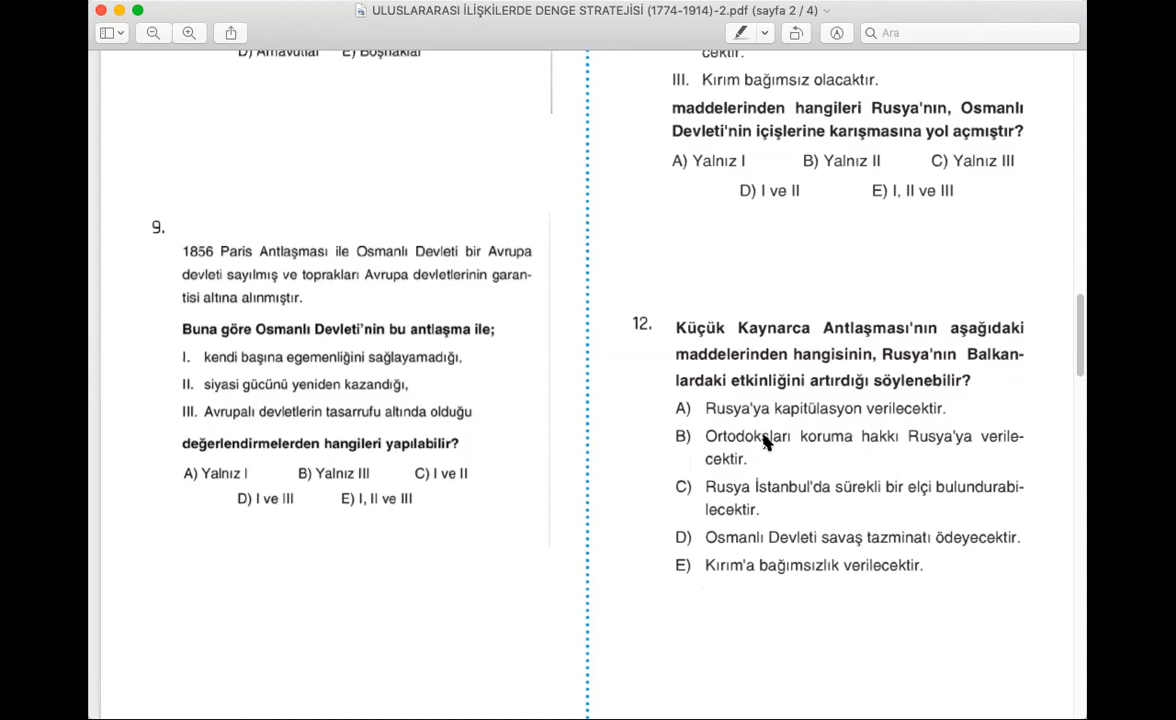 ULUSLARARASI İLİŞKİLERDE DENGE STRATEJİSİ (1774-1914)-2.pdf (sayfa 2 / 4)
Ara
D) Arnavutlar E) Boşnaklar
9.
1856 Paris Antlaşması ile Osmanlı Devleti bir Avrupa
devleti sayılmış ve toprakları Avrupa devletlerinin garan-
tisi altına alınmıştır.
Buna göre Osmanlı Devleti'nin bu antlaşma ile;
I. kendi başına egemenliğini sağlayamadığı,
II. siyasi gücünü yeniden kazandığı,
III. Avrupalı devletlerin tasarrufu altında olduğu
değerlendirmelerden hangileri yapılabilir?
A) Yalnız I B) Yalnız III C) I ve II
D) I ve III E) I, II ve III
cektir.
III. Kırım bağımsız olacaktır.
maddelerinden hangileri Rusya'nın, Osmanlı
Devleti'nin içişlerine karışmasına yol açmıştır?
A) Yalnız I B) Yalnız II C) Yalnız III
D) I ve II E) I, II ve III
12.
Küçük Kaynarca Antlaşması'nın aşağıdaki
maddelerinden hangisinin, Rusya'nın Balkan-
lardaki etkinliğini artırdığı söylenebilir?
A) Rusya'ya kapitülasyon verilecektir.
B) Ortodoksları koruma hakkı Rusya'ya verile-
cektir.
C) Rusya İstanbul'da sürekli bir elçi bulundurabi-
lecektir.
D) Osmanlı Devleti savaş tazminatı ödeyecektir.
E) Kırım'a bağımsızlık verilecektir.